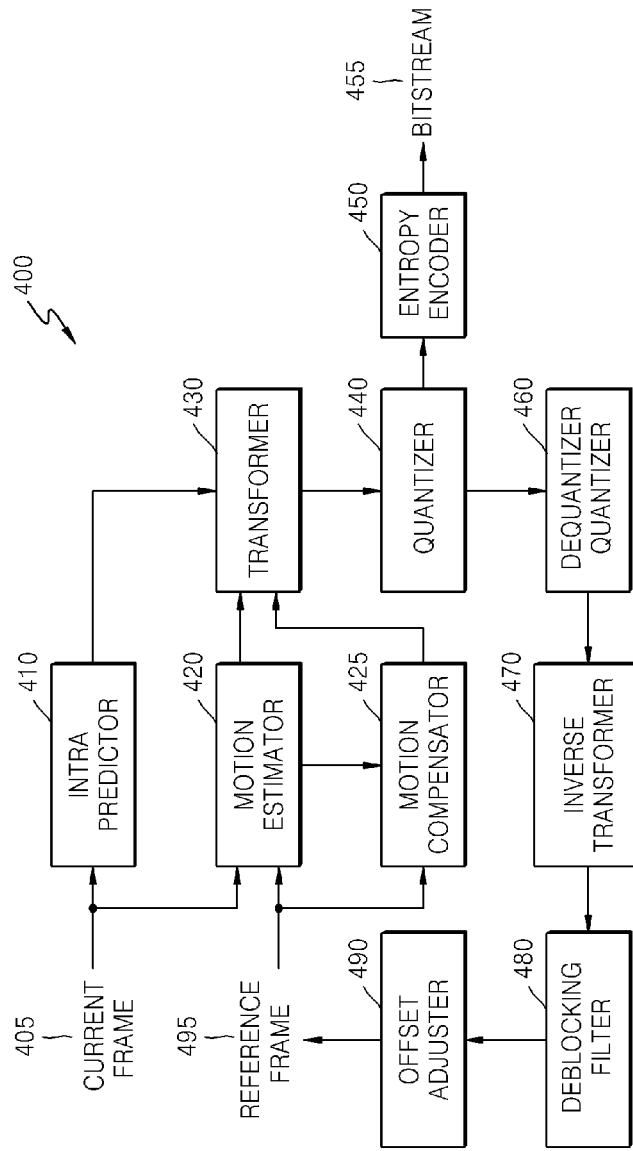 400
405
CURRENT
FRAME
410
INTRA
PREDICTOR
495
REFERENCE
FRAME
420
MOTION
ESTIMATOR
425
MOTION
COMPENSATOR
430
TRANSFORMER
440
QUANTIZER
450
ENTROPY
ENCODER
455
BITSTREAM
460
DEQUANTIZER
QUANTIZER
470
INVERSE
TRANSFORMER
480
DEBLOCKING
FILTER
490
OFFSET
ADJUSTER